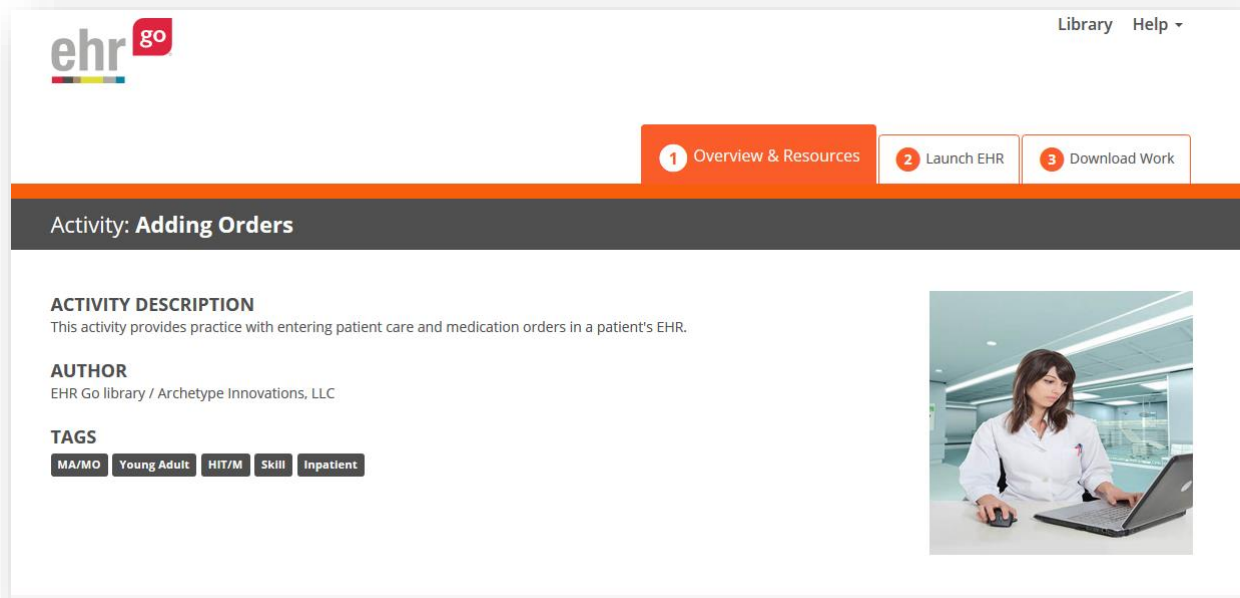 ehr go
Library Help
1 Overview & Resources 2 Launch EHR 3 Download Work
Activity: Adding Orders
ACTIVITY DESCRIPTION
This activity provides practice with entering patient care and medication orders in a patient's EHR.
AUTHOR
EHR Go library / Archetype Innovations, LLC
TAGS
MA/MO Young Adult HIT/M Skill Inpatient